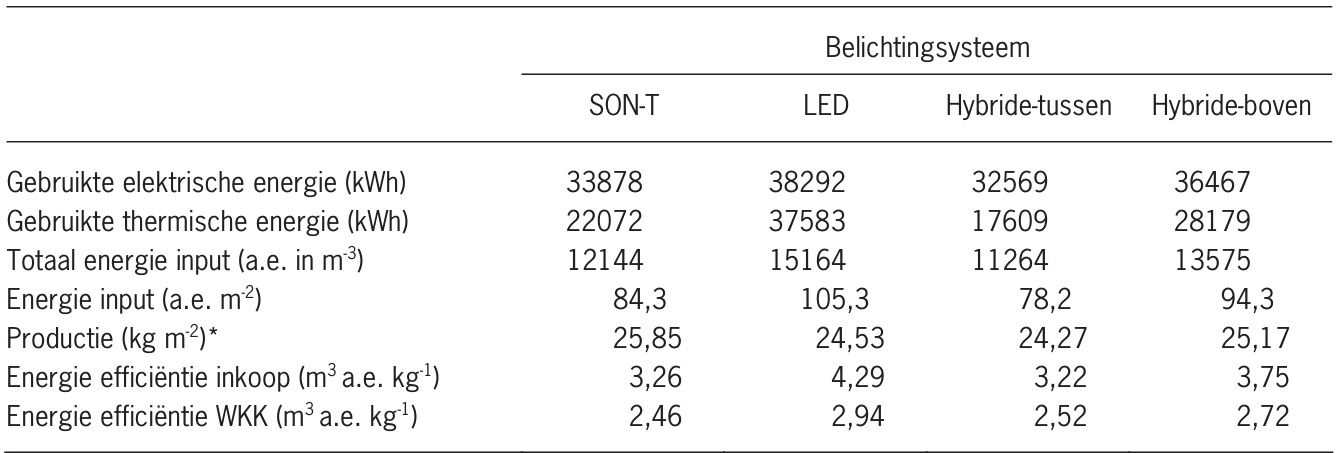 Belichtingsysteem
SON-T LED Hybride-tussen Hybride-boven
Gebruikte elektrische energie (kWh) 33878 38292 32569 36467
Gebruikte thermische energie (kWh) 22072 37583 17609 28179
Totaal energie input (a.e. in m⁻³) 12144 15164 11264 13575
Energie input (a.e. m⁻²) 84,3 105,3 78,2 94,3
Productie (kg m⁻²)* 25,85 24,53 24,27 25,17
Energie efficiëntie inkoop (m³ a.e. kg⁻¹) 3,26 4,29 3,22 3,75
Energie efficiëntie WKK (m³ a.e. kg⁻¹) 2,46 2,94 2,52 2,72